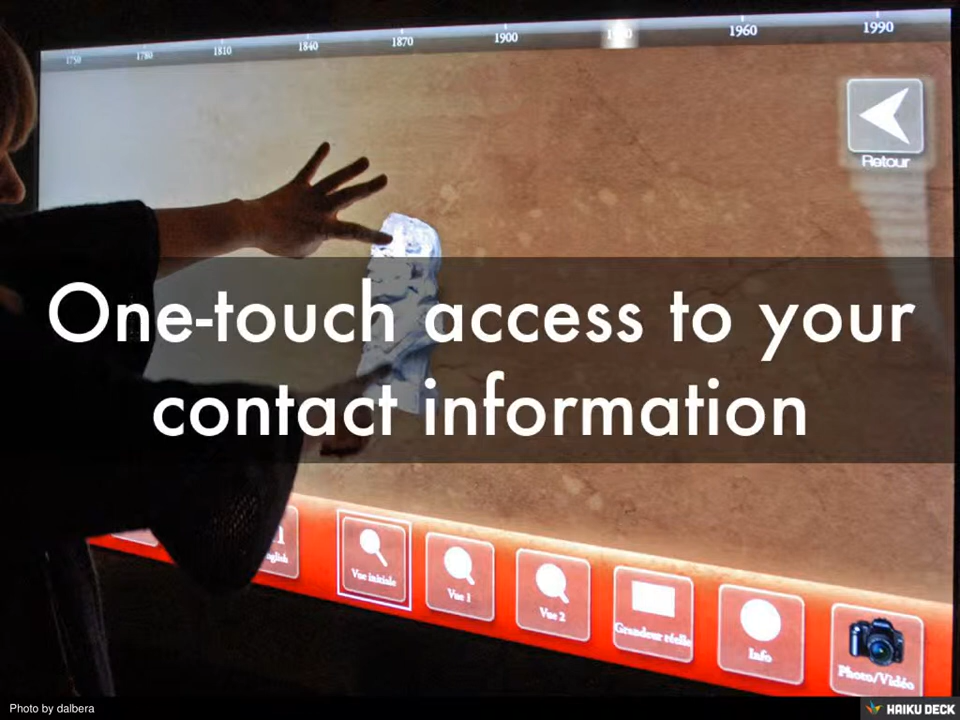 1750 1780 1810 1840 1870 1900 1960 1990
Retour
One-touch access to your
contact information
Vue initiale
Vue 1
Vue 2
Grandeur réelle
Info
Photo/Vidéo
Photo by dalbera
HAIKU DECK